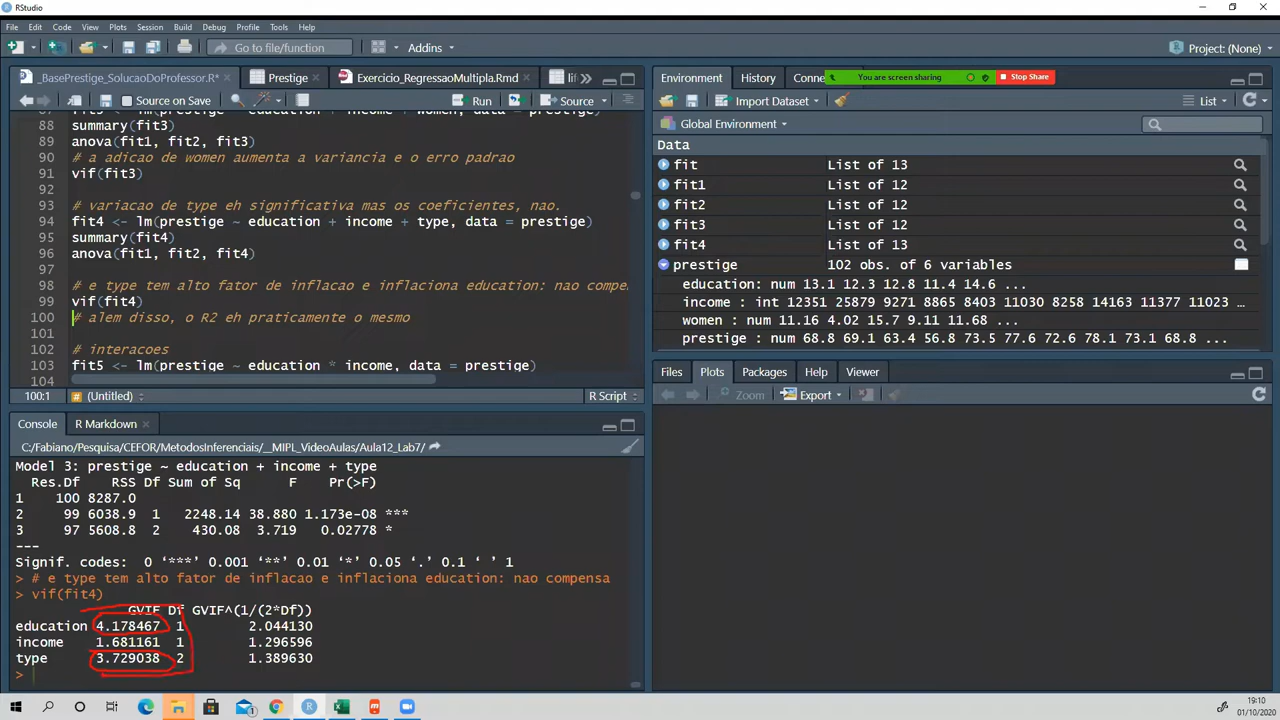 RStudio
File Edit Code View Plots Session Build Debug Profile Tools Help
Go to file/function
Addins
Project: (None)
_BasePrestige_SolucaoDoProfessor.R*
Prestige
Exercicio_RegressaoMultipla.Rmd
Source on Save
Run
Source
summary(fit3)
88
89 anova(fit1, fit2, fit3)
90 # a adicao de women aumenta a variancia e o erro padrao
91 vif(fit3)
92
93 # variacao de type eh significativa mas os coeficientes, nao.
94 fit4 <- lm(prestige ~ education + income + type, data = prestige)
95 summary(fit4)
96 anova(fit1, fit2, fit4)
97
98 # e type tem alto fator de inflacao e inflaciona education: nao compens
99 vif(fit4)
100 # alem disso, o R2 eh praticamente o mesmo
101
102 # interacoes
103 fit5 <- lm(prestige ~ education * income, data = prestige)
104
100:1
(Untitled)
R Script
Console
R Markdown
C:/Fabiano/Pesquisa/CEFOR/MetodosInferenciais/__MIPL_VideoAulas/Aula12_Lab7/
Model 3: prestige ~ education + income + type
Res.Df RSS Df Sum of Sq F Pr(>F)
1 100 8287.0
2 99 6038.9 1 2248.14 38.880 1.173e-08 ***
3 97 5608.8 2 430.08 3.719 0.02778 *
---
Signif. codes: 0 ‘***’ 0.001 ‘**’ 0.01 ‘*’ 0.05 ‘.’ 0.1 ‘ ’ 1
> # e type tem alto fator de inflacao e inflaciona education: nao compensa
> vif(fit4)
GVIF Df GVIF^(1/(2*Df))
education 4.178467 1 2.044130
income 1.681161 1 1.296596
type 3.729038 2 1.389630
>
Environment
History
Conne
You are screen sharing
Stop Share
Import Dataset
List
Global Environment
Data
fit List of 13
fit1 List of 12
fit2 List of 12
fit3 List of 12
fit4 List of 13
prestige 102 obs. of 6 variables
education: num 13.1 12.3 12.8 11.4 14.6 ...
income : int 12351 25879 9271 8865 8403 11030 8258 14163 11377 11023 …
women : num 11.16 4.02 15.7 9.11 11.68 ...
prestige : num 68.8 69.1 63.4 56.8 73.5 77.6 72.6 78.1 73.1 68.8 ...
Files Plots Packages Help Viewer
Zoom
Export
19:10
01/10/2020